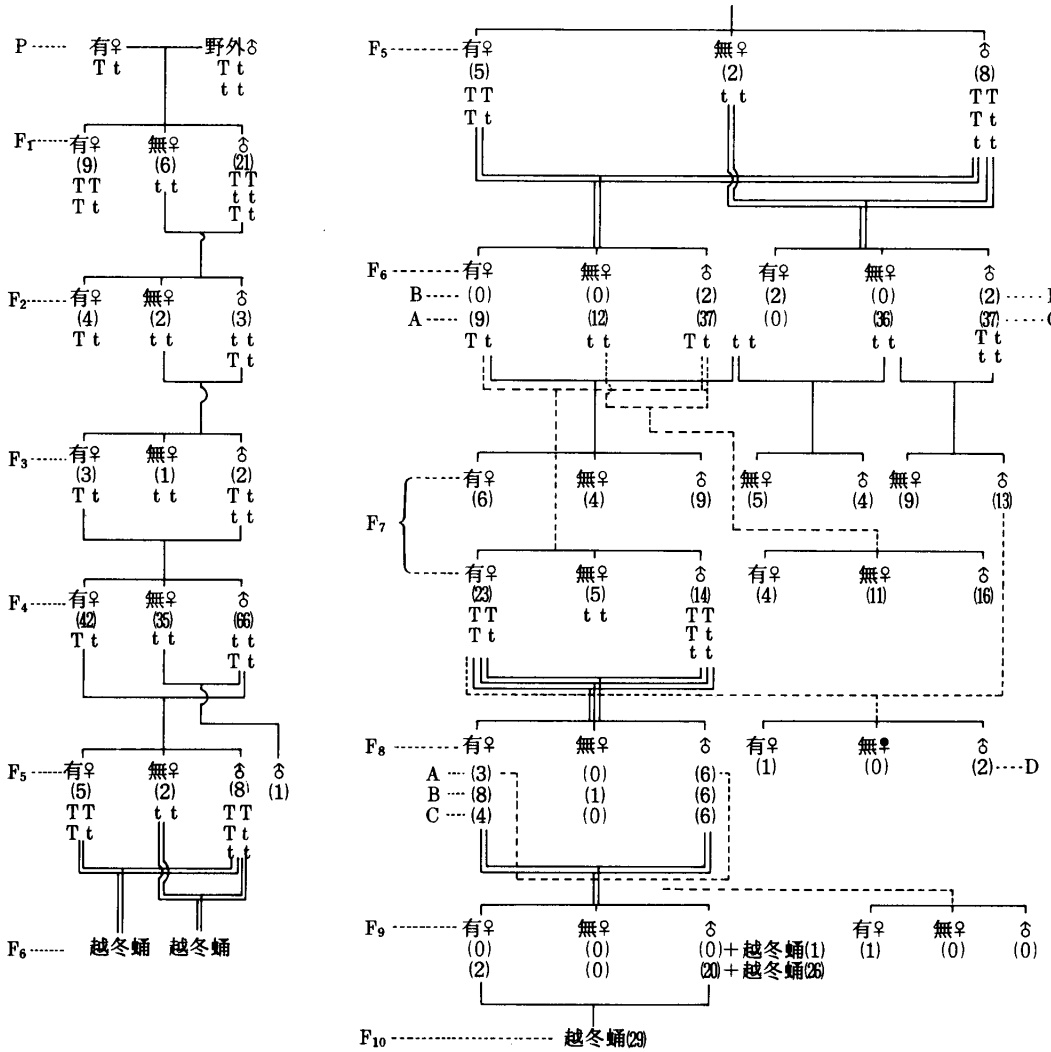 P 有♀ 野外♂
T t T t
t t
F₁ 有♀ 無♀ ♂
(9) (6) (21)
T T t t T T
T t t t
T t
F₂ 有♀ 無♀ ♂
(4) (2) (3)
T t t t t t
T t
F₃ 有♀ 無♀ ♂
(3) (1) (2)
T t t t T t
t t
F₄ 有♀ 無♀ ♂
(42) (35) (66)
T t t t t t
T t
F₅ 有♀ 無♀ ♂ ♂
(5) (2) (8) (1)
T T t t T T
T t T t
t t
F₆ 越冬蛹 越冬蛹
F₅ 有♀ 無♀ ♂
(5) (2) (8)
T T t t T T
T t T t
t t
F₆ 有♀ 無♀ ♂ 有♀ 無♀ ♂
B (0) (0) (2) (2) (0) (2)
A (9) (12) (37) (0) (36) (37)
T t t t T t t t t t T t
t t
F₇ 有♀ 無♀ ♂ 無♀ ♂ 無♀ ♂
(6) (4) (9) (5) (4) (9) (13)
有♀ 無♀ ♂ 有♀ 無♀ ♂
(23) (5) (14) (4) (11) (16)
T T t t T T
T t T t
t t
F₈ 有♀ 無♀ ♂ 有♀ 無♀ ♂
A (3) (0) (6) (1) (0) (2) D
B (8) (1) (6)
C (4) (0) (6)
F₉ 有♀ 無♀ ♂ 有♀ 無♀ ♂
(0) (0) (0)+越冬蛹(1) (1) (0) (0)
(2) (0) (20)+越冬蛹(26)
F₁₀ 越冬蛹(29)